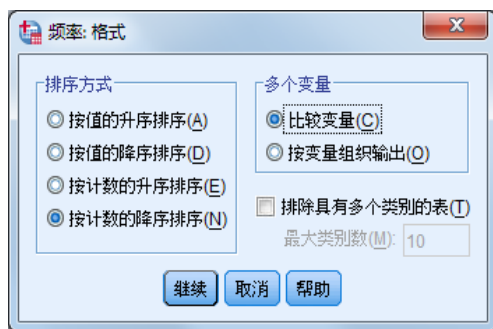 频率: 格式
排序方式
按值的升序排序(A)
按值的降序排序(D)
按计数的升序排序(E)
按计数的降序排序(N)
多个变量
比较变量(C)
按变量组织输出(O)
排除具有多个类别的表(T)
最大类别数(M): 10
继续 取消 帮助